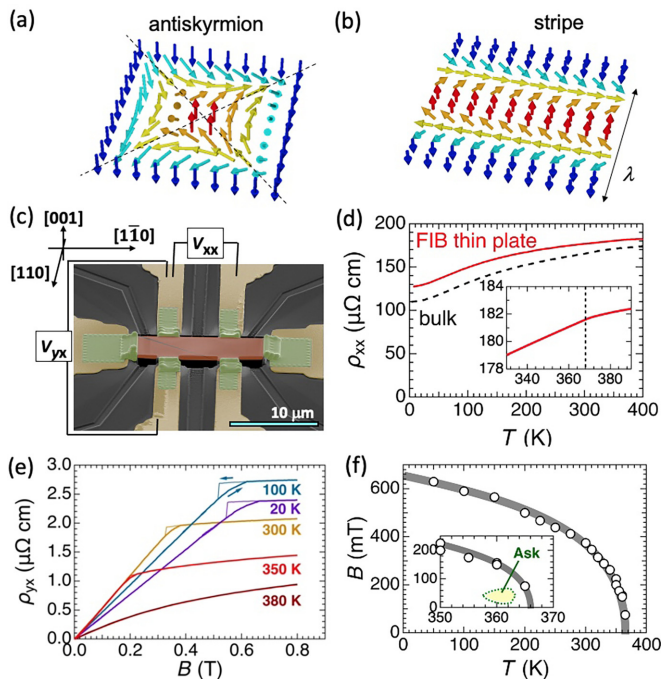 (a) antiskyrmion
(b) stripe
λ
(c)
[001]
[11̅0]
[110]
Vxx
Vyx
10 μm
(d)
200
150
100
50
0
ρxx (μΩ cm)
FIB thin plate
bulk
184
182
180
178
340 360 380
0 100 200 300 400
T (K)
(e)
3.0
2.5
2.0
1.5
1.0
0.5
0.0
ρyx (μΩ cm)
100 K
20 K
300 K
350 K
380 K
0.0 0.2 0.4 0.6 0.8
B (T)
(f)
600
400
200
0
B (mT)
200
100
0
Ask
350 360 370
0 100 200 300 400
T (K)